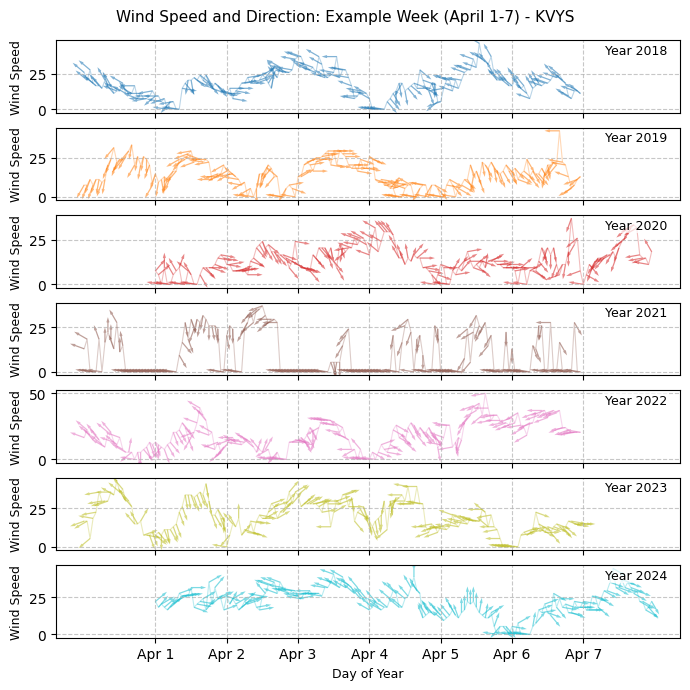 Wind Speed and Direction: Example Week (April 1-7) - KVYS
Wind Speed
25
0
Year 2018
Wind Speed
25
0
Year 2019
Wind Speed
25
0
Year 2020
Wind Speed
25
0
Year 2021
Wind Speed
50
25
0
Year 2022
Wind Speed
25
0
Year 2023
Wind Speed
25
0
Year 2024
Apr 1 Apr 2 Apr 3 Apr 4 Apr 5 Apr 6 Apr 7
Day of Year